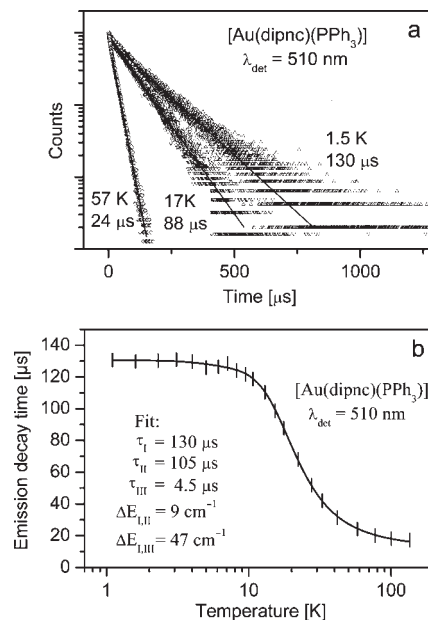 [Au(dipnc)(PPh₃)]
a
λdet = 510 nm
Counts
1.5 K
130 μs
57 K
24 μs
17K
88 μs
0
500
1000
Time [μs]
b
140
120
100
80
60
40
20
0
Emission decay time [μs]
[Au(dipnc)(PPh₃)]
λdet = 510 nm
Fit:
τI = 130 μs
τII = 105 μs
τIII = 4.5 μs
ΔEI,II = 9 cm⁻¹
ΔEI,III = 47 cm⁻¹
1
10
100
Temperature [K]